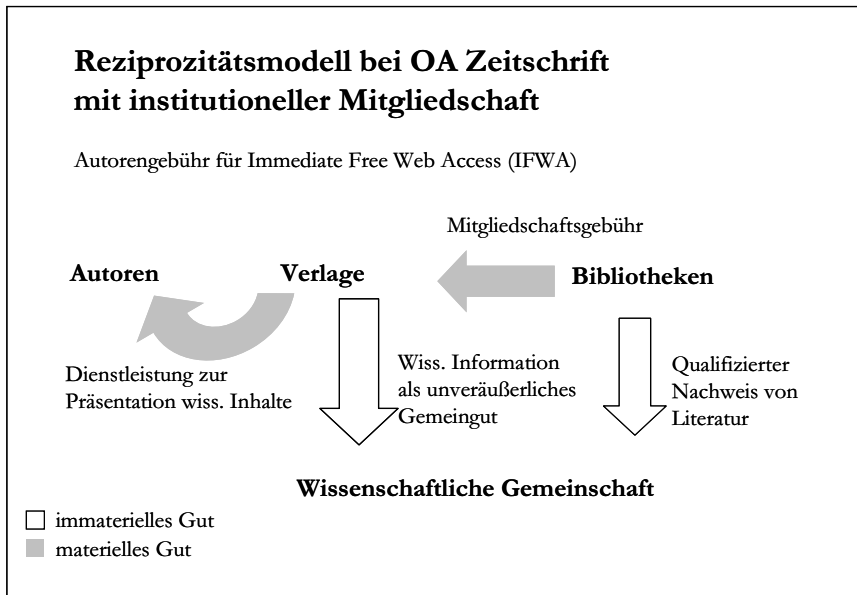 Reziprozitätsmodell bei OA Zeitschrift
mit institutioneller Mitgliedschaft
Autorengebühr für Immediate Free Web Access (IFWA)
Mitgliedschaftsgebühr
Autoren
Verlage
Bibliotheken
Dienstleistung zur
Präsentation wiss. Inhalte
Wiss. Information
als unveräußerliches
Gemeingut
Qualifizierter
Nachweis von
Literatur
Wissenschaftliche Gemeinschaft
immaterielles Gut
materielles Gut